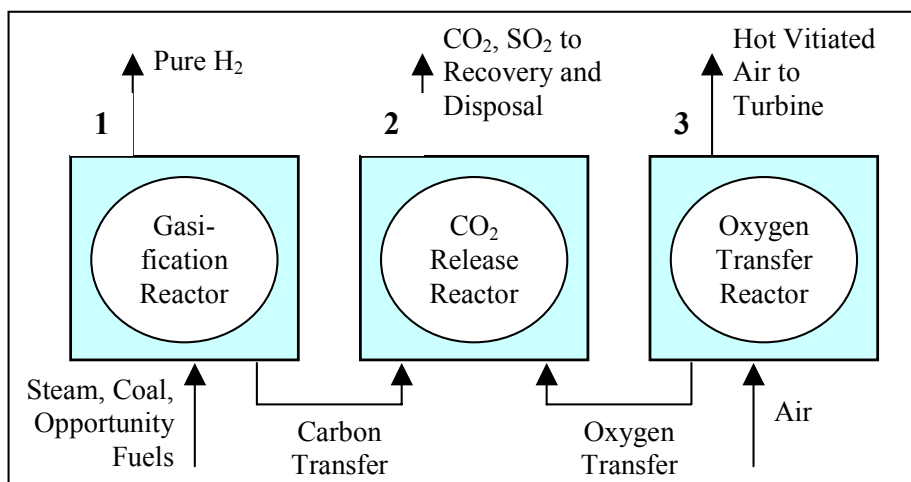 Pure H₂
CO₂, SO₂ to
Recovery and
Disposal
Hot Vitiated
Air to
Turbine
1
2
3
Gasi-
fication
Reactor
CO₂
Release
Reactor
Oxygen
Transfer
Reactor
Steam, Coal,
Opportunity
Fuels
Carbon
Transfer
Oxygen
Transfer
Air